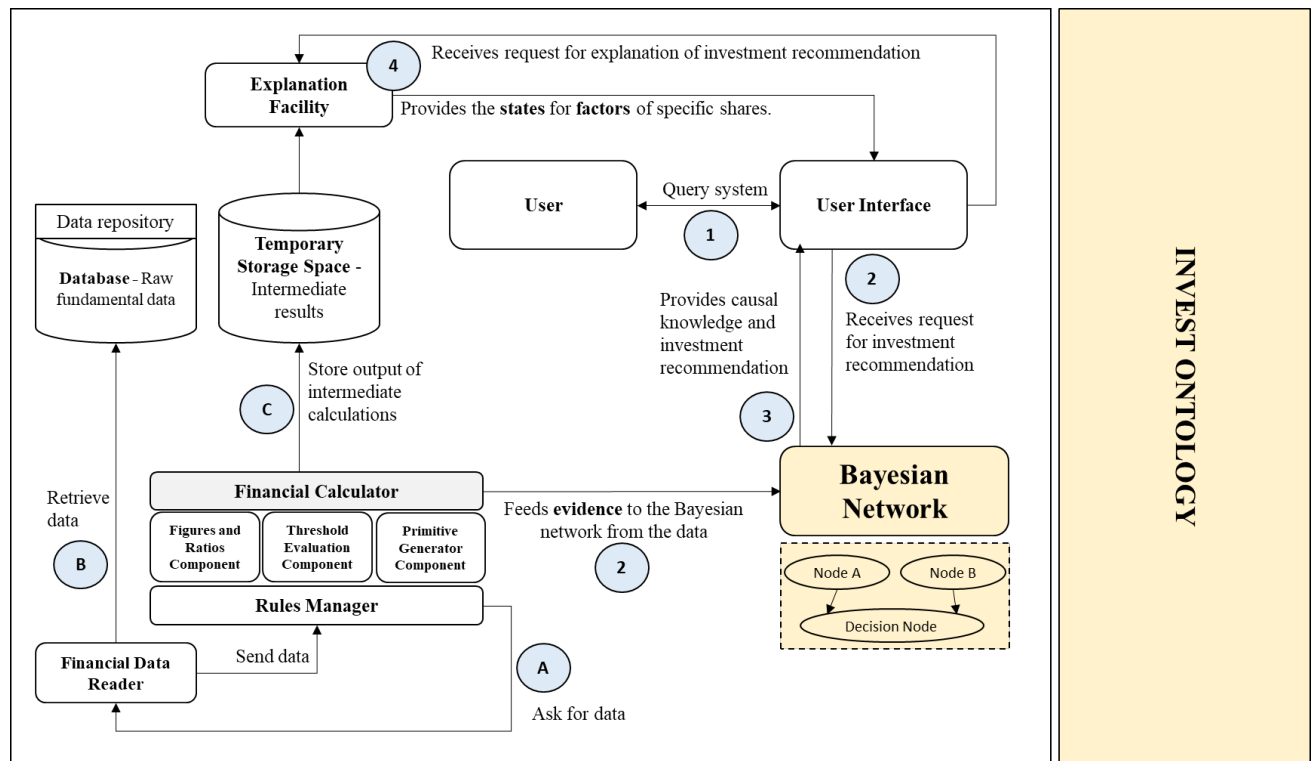 4
Receives request for explanation of investment recommendation
Explanation
Facility
Provides the states for factors of specific shares.
User
Query system
1
User Interface
Data repository
Database - Raw
fundamental data
Temporary
Storage Space -
Intermediate
results
2
Receives request
for investment
recommendation
Provides causal
knowledge and
investment
recommendation
3
Store output of
intermediate
calculations
C
Retrieve
data
B
Financial Calculator
Figures and
Ratios
Component
Threshold
Evaluation
Component
Primitive
Generator
Component
Rules Manager
Feeds evidence to the Bayesian
network from the data
2
Bayesian
Network
Node A
Node B
Decision Node
Financial Data
Reader
Send data
A
Ask for data
INVEST ONTOLOGY